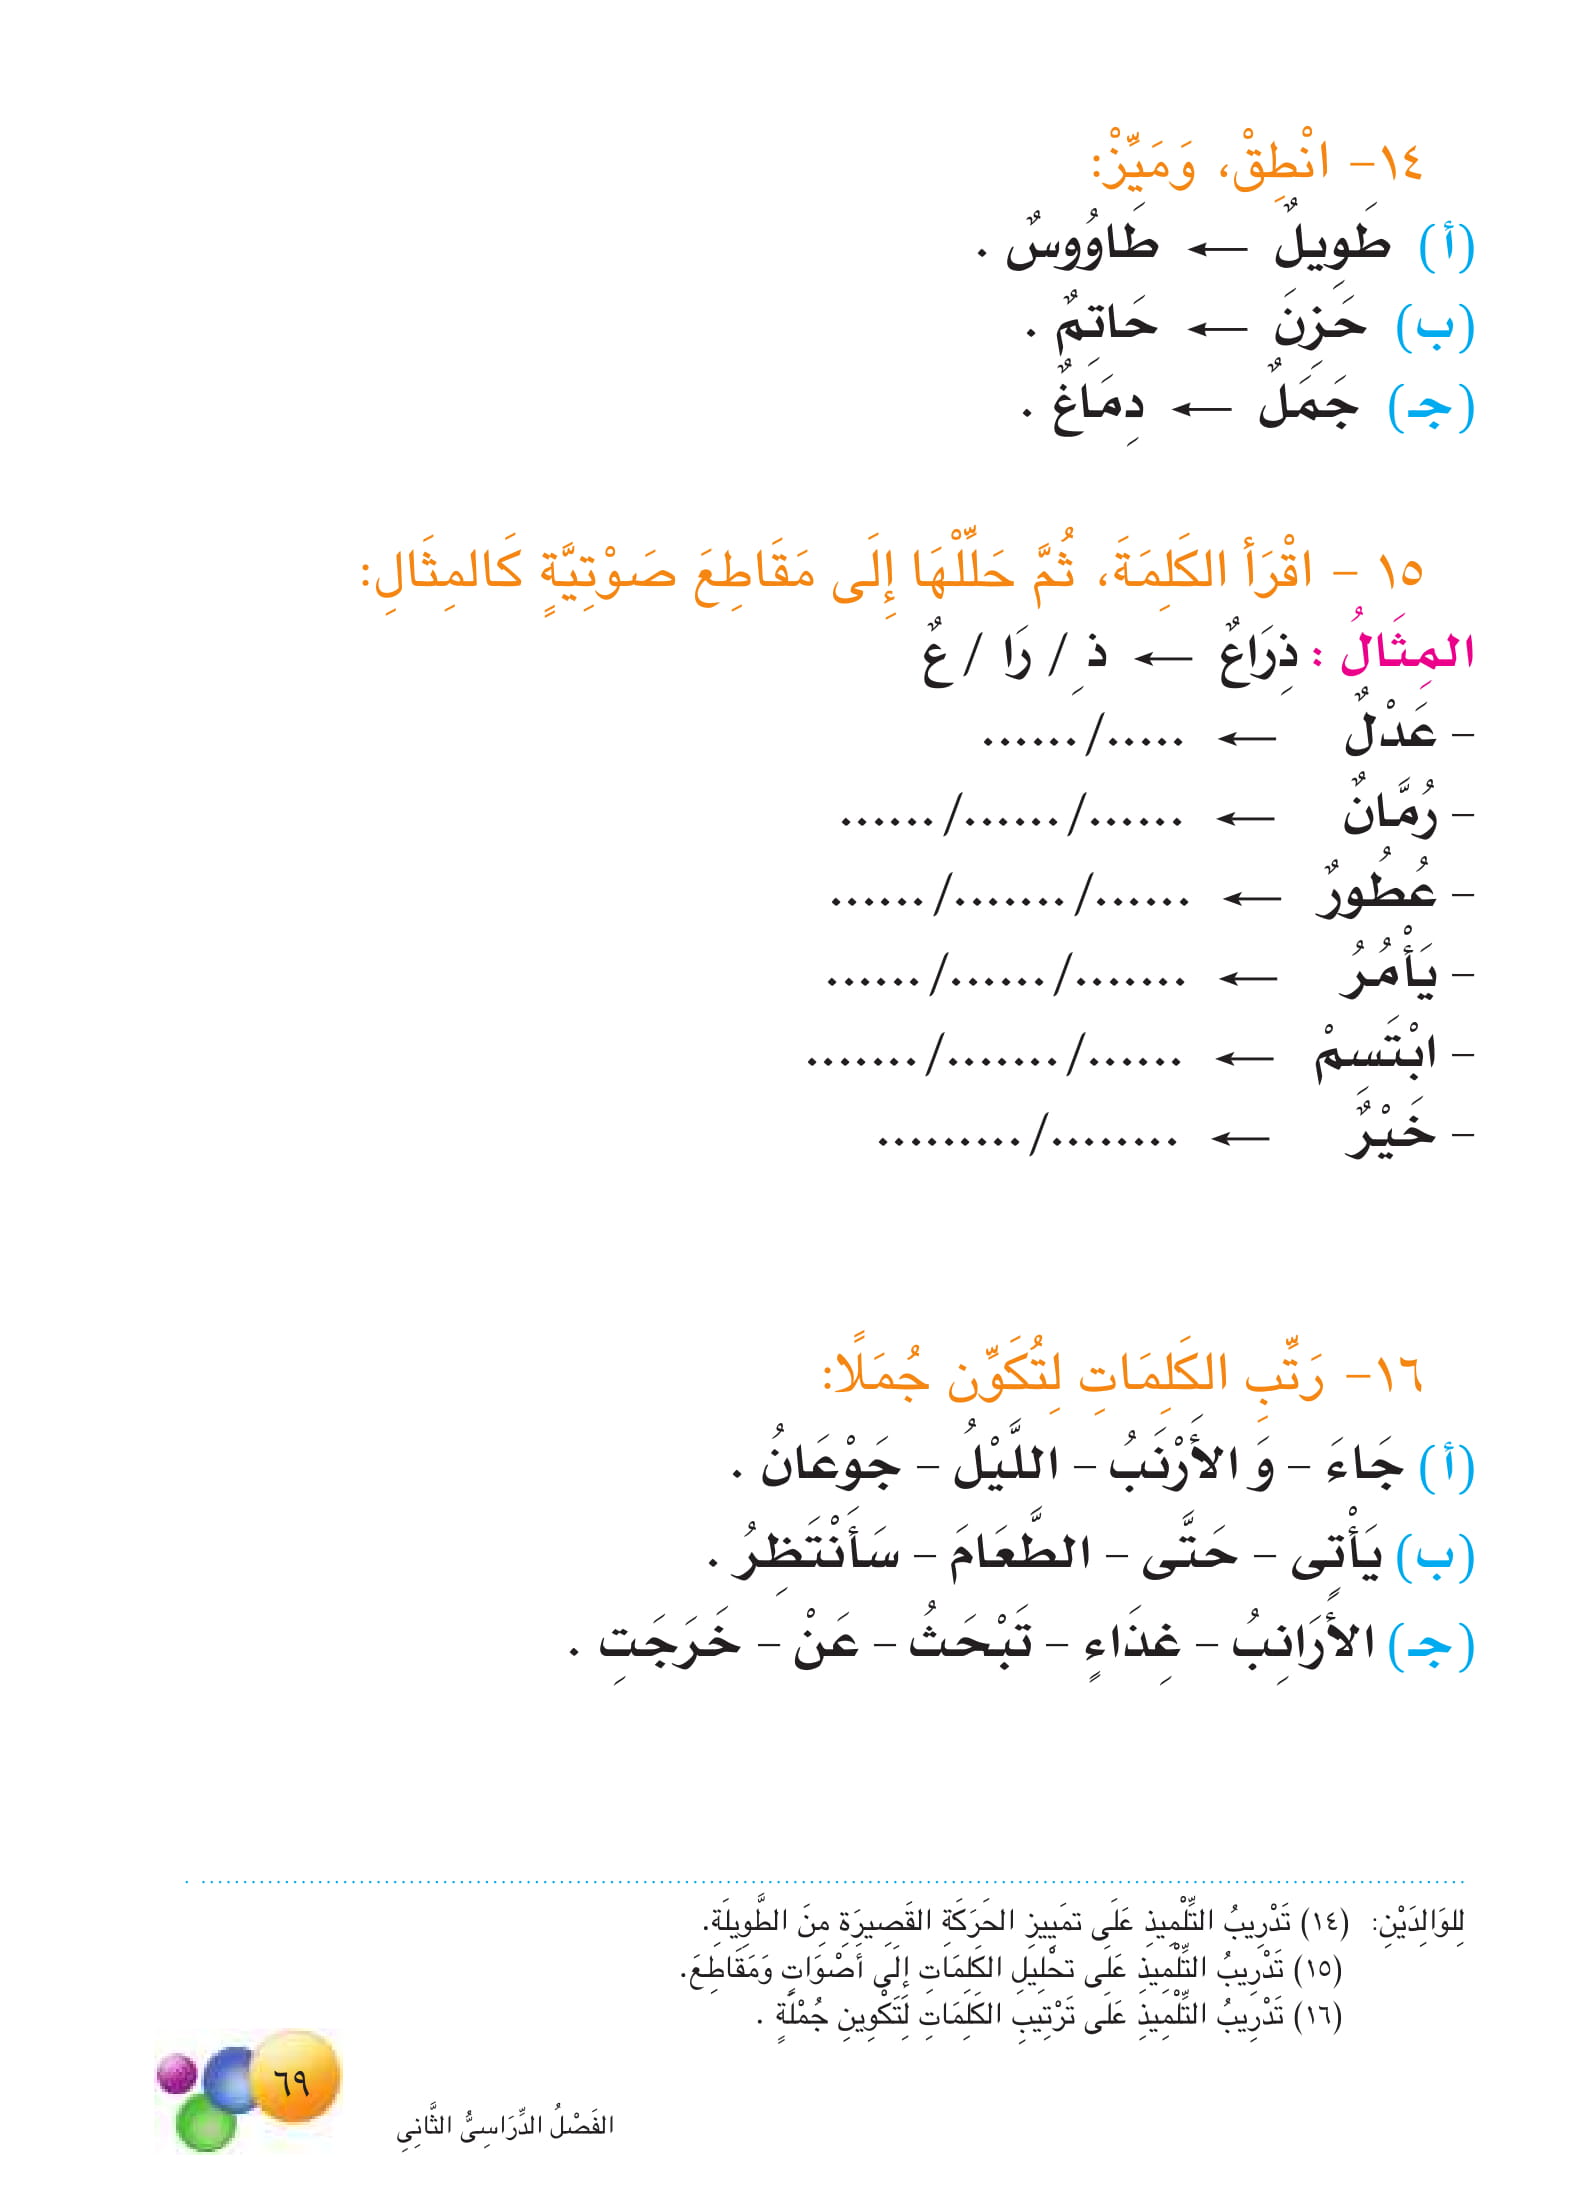 ١٤- انْطِقْ، وَمَيِّزْ:
(أ) طَوِيلٌ ← طَاوُوسٌ .
(ب) حَزِنَ ← حَاتِمٌ .
(جـ) جَمَلٌ ← دِمَاغٌ .
١٥ - اقْرَأ الكَلِمَةَ، ثُمَّ حَلِّلْهَا إِلَى مَقَاطِعَ صَوْتِيَّةٍ كَالمِثَالِ:
المِثَالُ : ذِرَاعٌ ← ذِ / رَا / عٌ
- عَدْلٌ ← ...../......
- رُمَّانٌ ← ....../....../......
- عُطُورٌ ← ....../......./......
- يَأْمُرُ ← ......./....../......
- ابْتَسِمْ ← ....../......./.......
- خَيْرٌ ← ......../.........
١٦- رَتِّبِ الكَلِمَاتِ لِتُكَوِّن جُمَلًا:
(أ) جَاءَ - وَ الأَرْنَبُ - اللَّيْلُ - جَوْعَانُ .
(ب) يَأْتِى - حَتَّى - الطَّعَامَ - سَأَنْتَظِرُ .
(جـ) الأَرَانِبُ - غِذَاءٍ - تَبْحَثُ - عَنْ - خَرَجَتِ .
لِلوَالِدَيْنِ: (١٤) تَدْرِيبُ التِّلْمِيذِ عَلَى تمَيِيزِ الحَرَكَةِ القَصِيرَةِ مِنَ الطَّوِيلَةِ.
(١٥) تَدْرِيبُ التِّلْمِيذِ عَلَى تحْلِيلِ الكَلِمَاتِ إِلَى أصْوَاتٍ وَمَقَاطِعَ.
(١٦) تَدْرِيبُ التِّلْمِيذِ عَلَى تَرْتِيبِ الكَلِمَاتِ لِتَكْوِينِ جُمْلَةٍ .
٦٩
الفَصْلُ الدِّرَاسِىُّ الثَّانِي